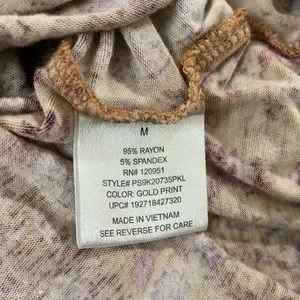 M
95% RAYON
5% SPANDEX
RN# 120951
STYLE# PS9K20735PKL
COLOR: GOLD PRINT
UPC# 192718427320
MADE IN VIETNAM
SEE REVERSE FOR CARE